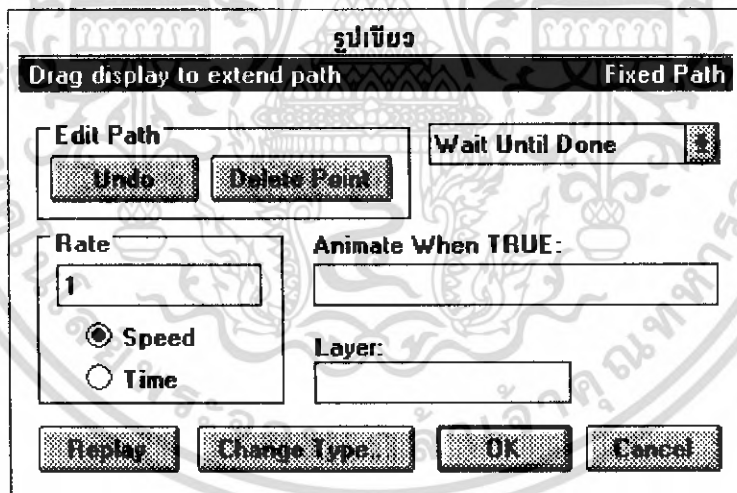 รูปเขียว
Drag display to extend path Fixed Path
Edit Path
Wait Until Done
Undo Delete Point
Rate
Animate When TRUE:
1
Speed
Layer:
Time
Replay Change Type... OK Cancel